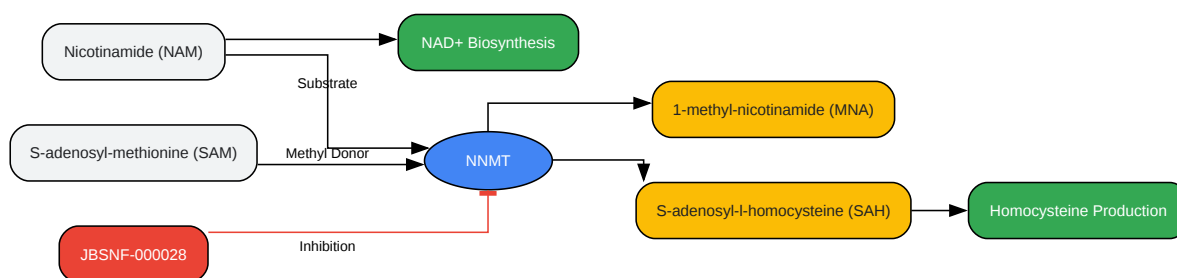 Nicotinamide (NAM)
NAD+ Biosynthesis
Substrate
1-methyl-nicotinamide (MNA)
S-adenosyl-methionine (SAM)
Methyl Donor
NNMT
S-adenosyl-l-homocysteine (SAH)
Homocysteine Production
JBSNF-000028
Inhibition